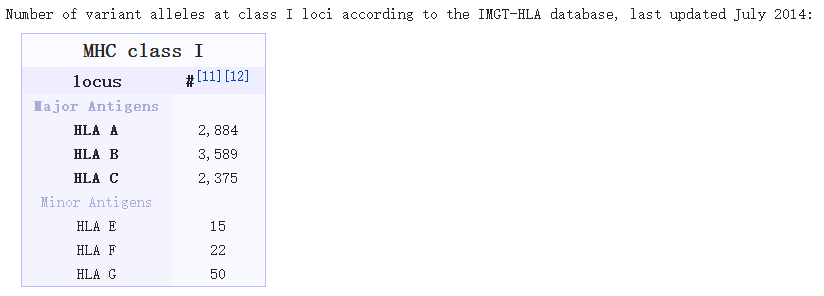 Number of variant alleles at class I loci according to the IMGT-HLA database, last updated July 2014:
MHC class I
locus #[11][12]
Major Antigens
HLA A 2,884
HLA B 3,589
HLA C 2,375
Minor Antigens
HLA E 15
HLA F 22
HLA G 50